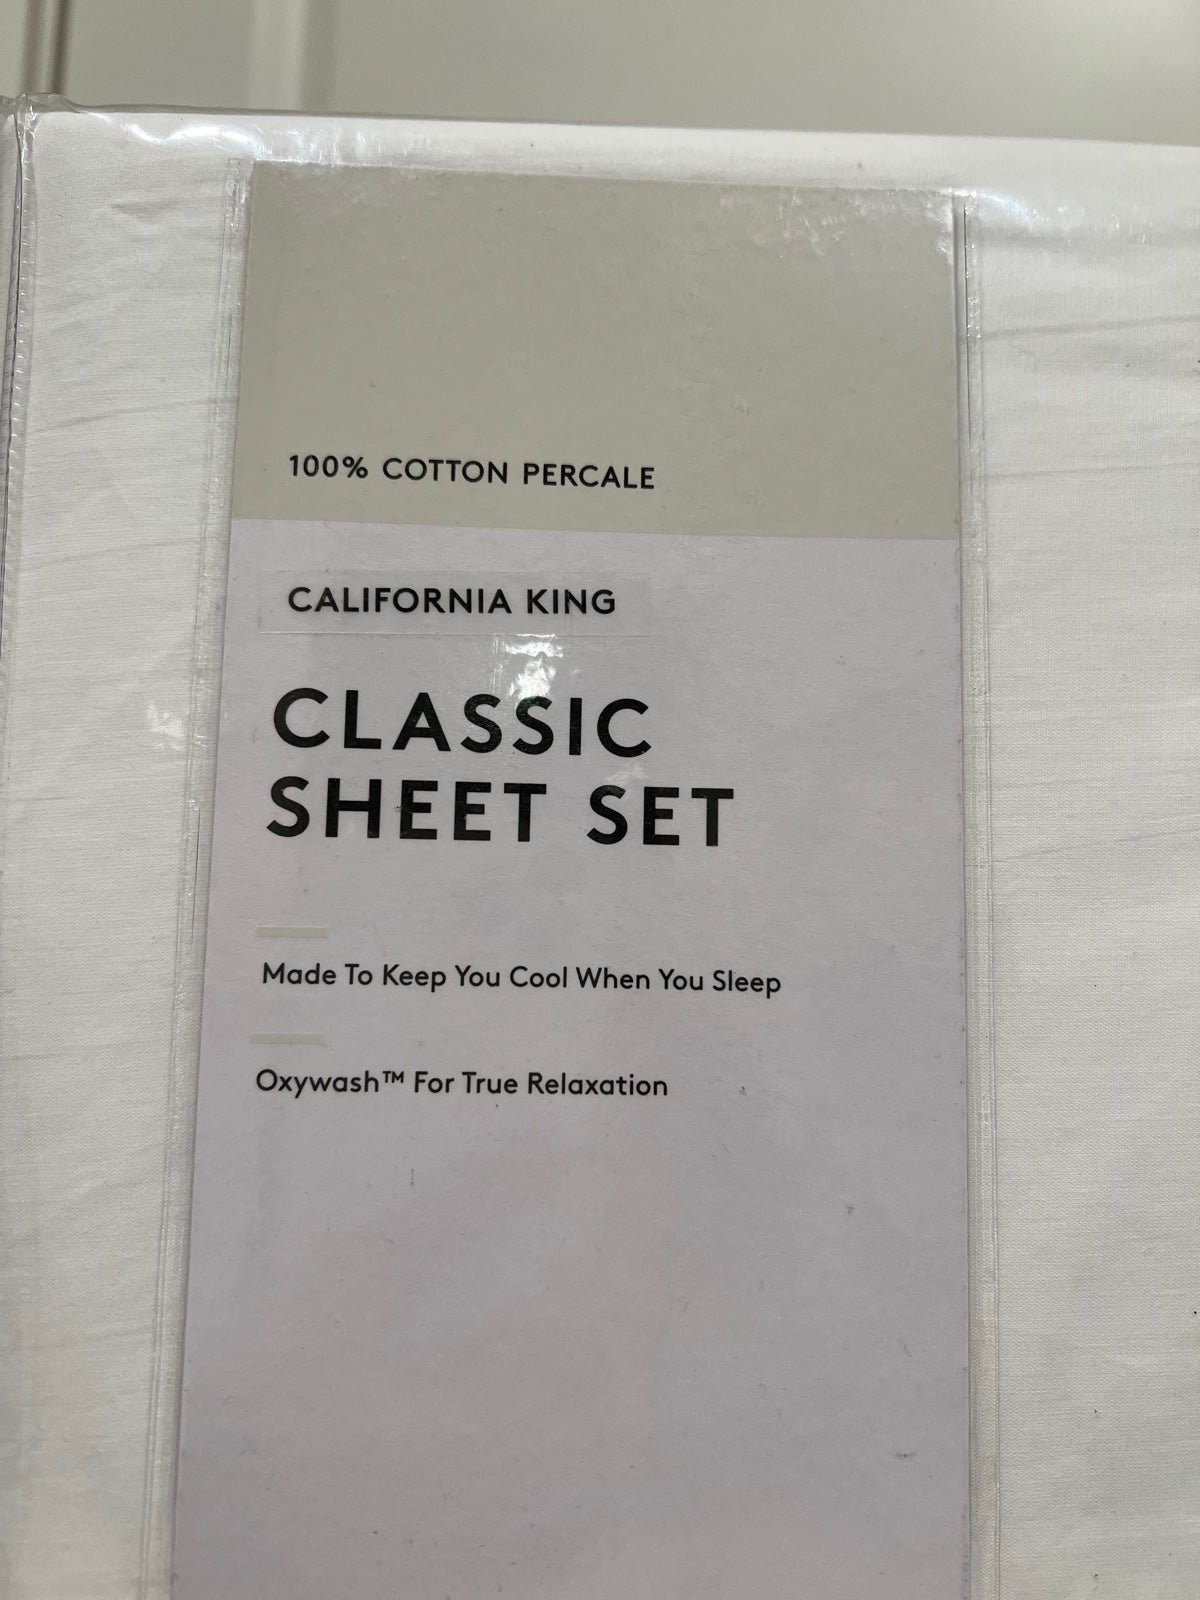 100% COTTON PERCALE
CALIFORNIA KING
CLASSIC
SHEET SET
Made To Keep You Cool When You Sleep
Oxywash™ For True Relaxation